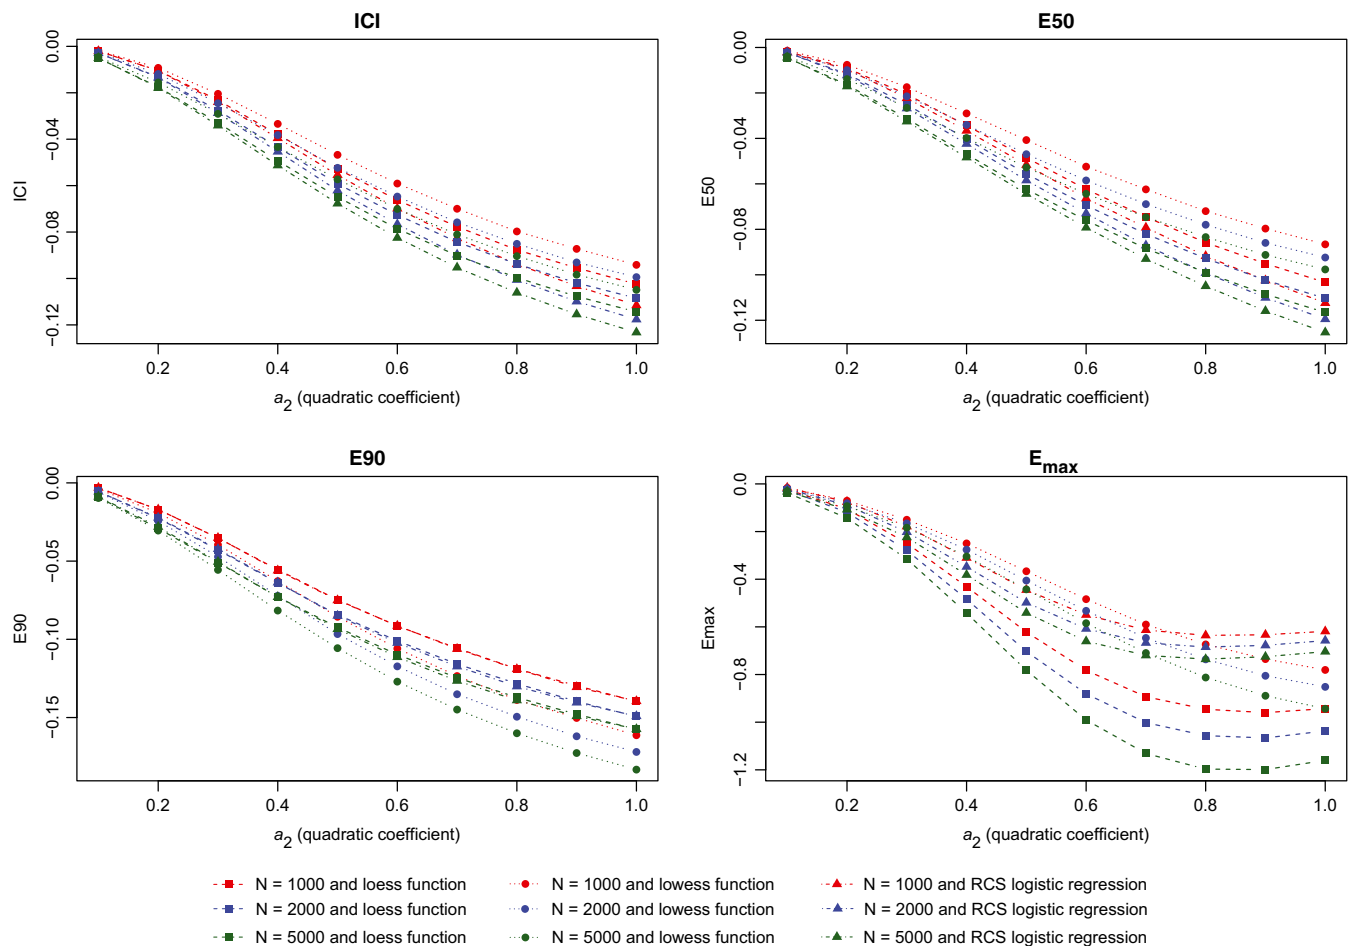 ICI
ICI
0.00
−0.04
−0.08
−0.12
0.2 0.4 0.6 0.8 1.0
a2 (quadratic coefficient)
E50
E50
0.00
−0.04
−0.08
−0.12
0.2 0.4 0.6 0.8 1.0
a2 (quadratic coefficient)
E90
E90
0.00
−0.05
−0.10
−0.15
0.2 0.4 0.6 0.8 1.0
a2 (quadratic coefficient)
Emax
Emax
0.0
−0.4
−0.8
−1.2
0.2 0.4 0.6 0.8 1.0
a2 (quadratic coefficient)
N = 1000 and loess function
N = 2000 and loess function
N = 5000 and loess function
N = 1000 and lowess function
N = 2000 and lowess function
N = 5000 and lowess function
N = 1000 and RCS logistic regression
N = 2000 and RCS logistic regression
N = 5000 and RCS logistic regression